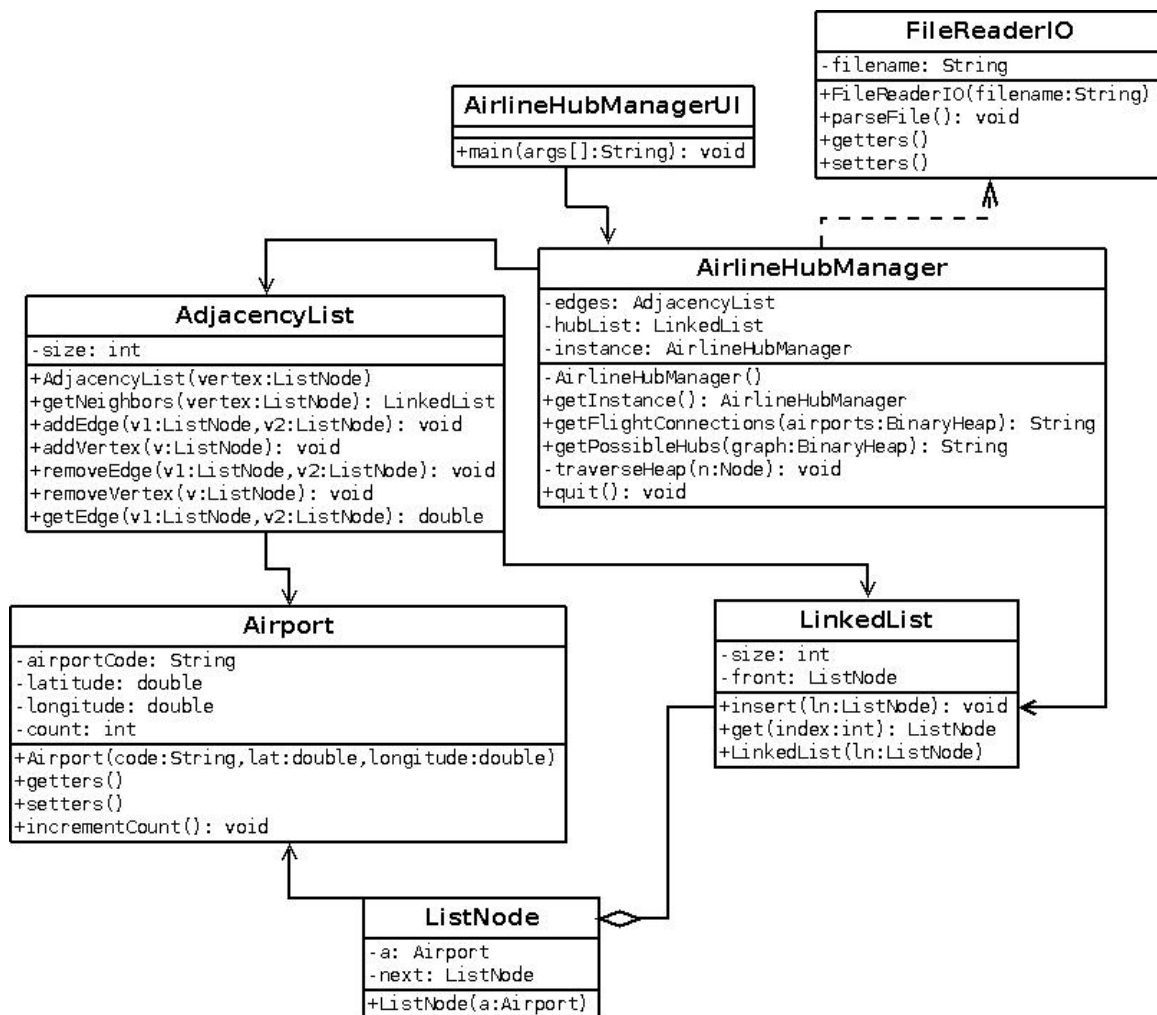 FileReaderIO
-filename: String
+FileReaderIO(filename:String)
+parseFile(): void
+getters()
+setters()
AirlineHubManagerUI
+main(args[]:String): void
AirlineHubManager
-edges: AdjacencyList
-hubList: LinkedList
-instance: AirlineHubManager
-AirlineHubManager()
+getInstance(): AirlineHubManager
+getFlightConnections(airports:BinaryHeap): String
+getPossibleHubs(graph:BinaryHeap): String
-traverseHeap(n:Node): void
+quit(): void
AdjacencyList
-size: int
+AdjacencyList(vertex:ListNode)
+getNeighbors(vertex:ListNode): LinkedList
+addEdge(v1:ListNode,v2:ListNode): void
+addVertex(v:ListNode): void
+removeEdge(v1:ListNode,v2:ListNode): void
+removeVertex(v:ListNode): void
+getEdge(v1:ListNode,v2:ListNode): double
Airport
-airportCode: String
-latitude: double
-longitude: double
-count: int
+Airport(code:String,lat:double,longitude:double)
+getters()
+setters()
+incrementCount(): void
LinkedList
-size: int
-front: ListNode
+insert(ln:ListNode): void
+get(index:int): ListNode
+LinkedList(ln:ListNode)
ListNode
-a: Airport
-next: ListNode
+ListNode(a:Airport)